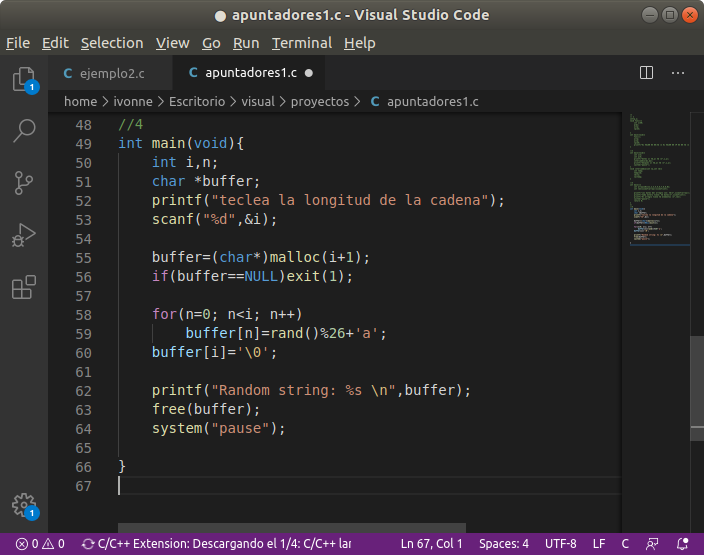 ● apuntadores1.c - Visual Studio Code
File Edit Selection View Go Run Terminal Help
C ejemplo2.c C apuntadores1.c ●
home > ivonne > Escritorio > visual > proyectos > C apuntadores1.c
48 //4
49 int main(void){
50 int i,n;
51 char *buffer;
52 printf("teclea la longitud de la cadena");
53 scanf("%d",&i);
54
55 buffer=(char*)malloc(i+1);
56 if(buffer==NULL)exit(1);
57
58 for(n=0; n<i; n++)
59 buffer[n]=rand()%26+'a';
60 buffer[i]='\0';
61
62 printf("Random string: %s \n",buffer);
63 free(buffer);
64 system("pause");
65
66 }
67
1
1
0 0 C/C++ Extension: Descargando el 1/4: C/C++ lan Ln 67, Col 1 Spaces: 4 UTF-8 LF C